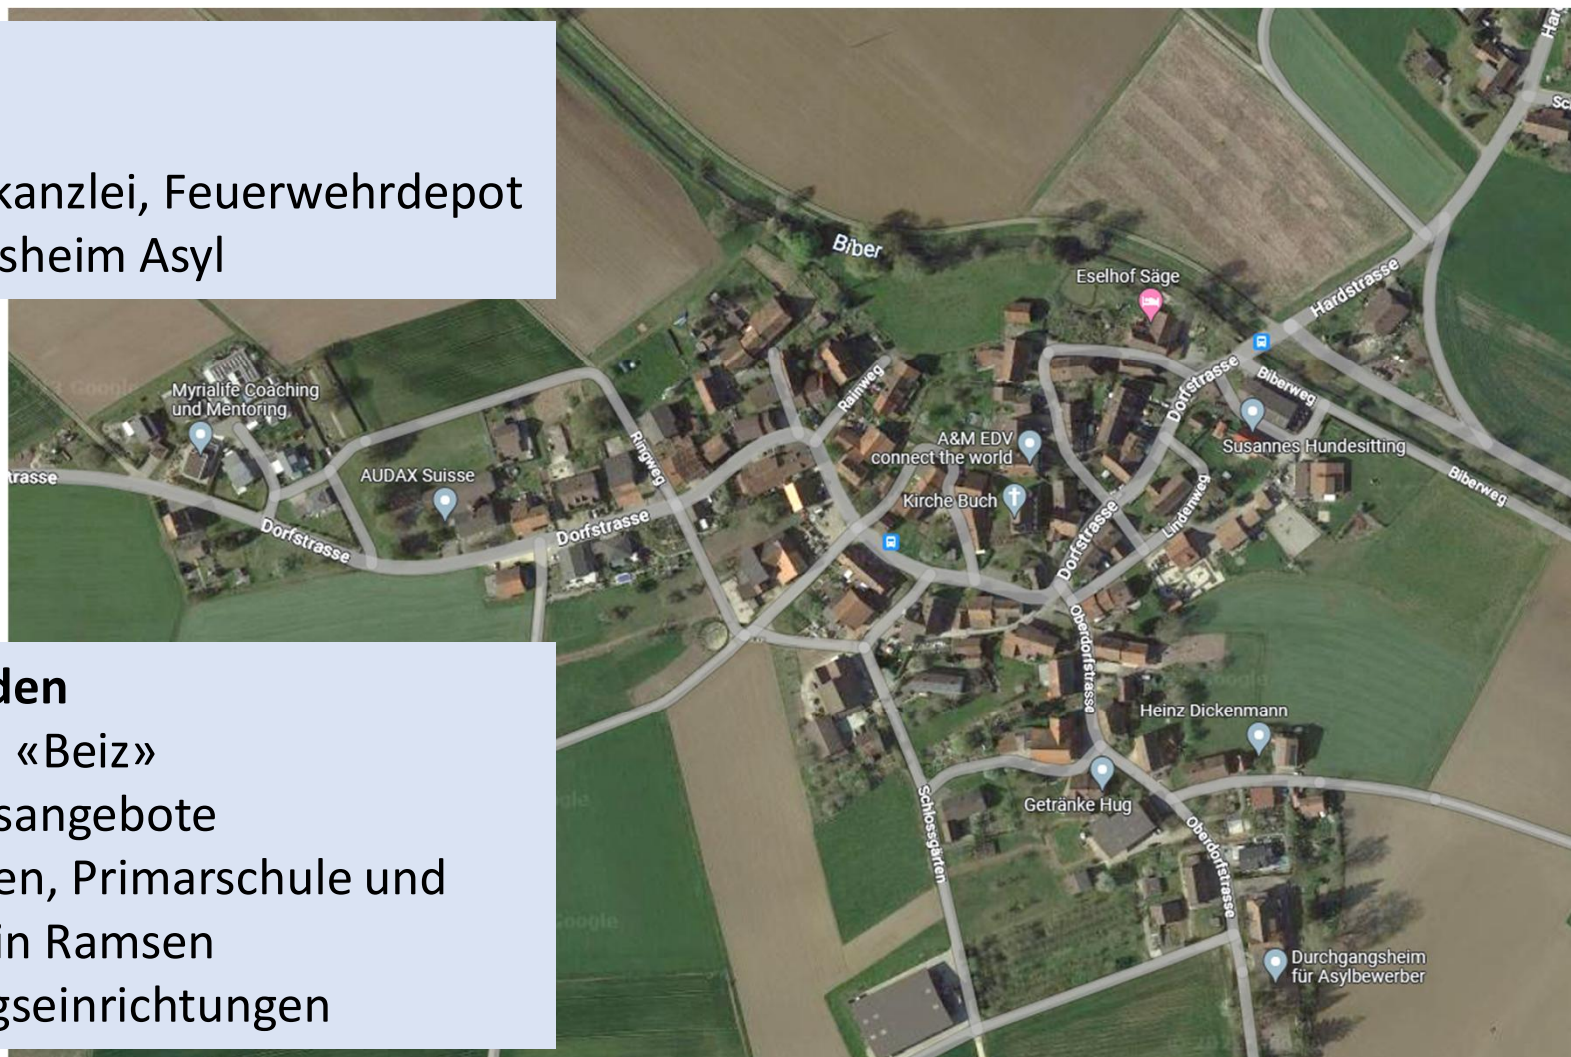 kanzlei, Feuerwehrdepot
sheim Asyl
den
«Beiz»
sangebote
en, Primarschule und
in Ramsen
gseinrichtungen
Biber
Eselhof Säge
Hardstrasse
Myrialife Coaching
und Mentoring
Rainweg
Dorfstrasse
Biberweg
A&M EDV
connect the world
Susannes Hundesitting
trasse
AUDAX Suisse
Ringweg
Kirche Buch
Lindenweg
Biberweg
Dorfstrasse
Dorfstrasse
Dorfstrasse
Oberdorfstrasse
Heinz Dickenmann
Getränke Hug
Schlossgärten
Oberdorfstrasse
Durchgangsheim
für Asylbewerber
Google